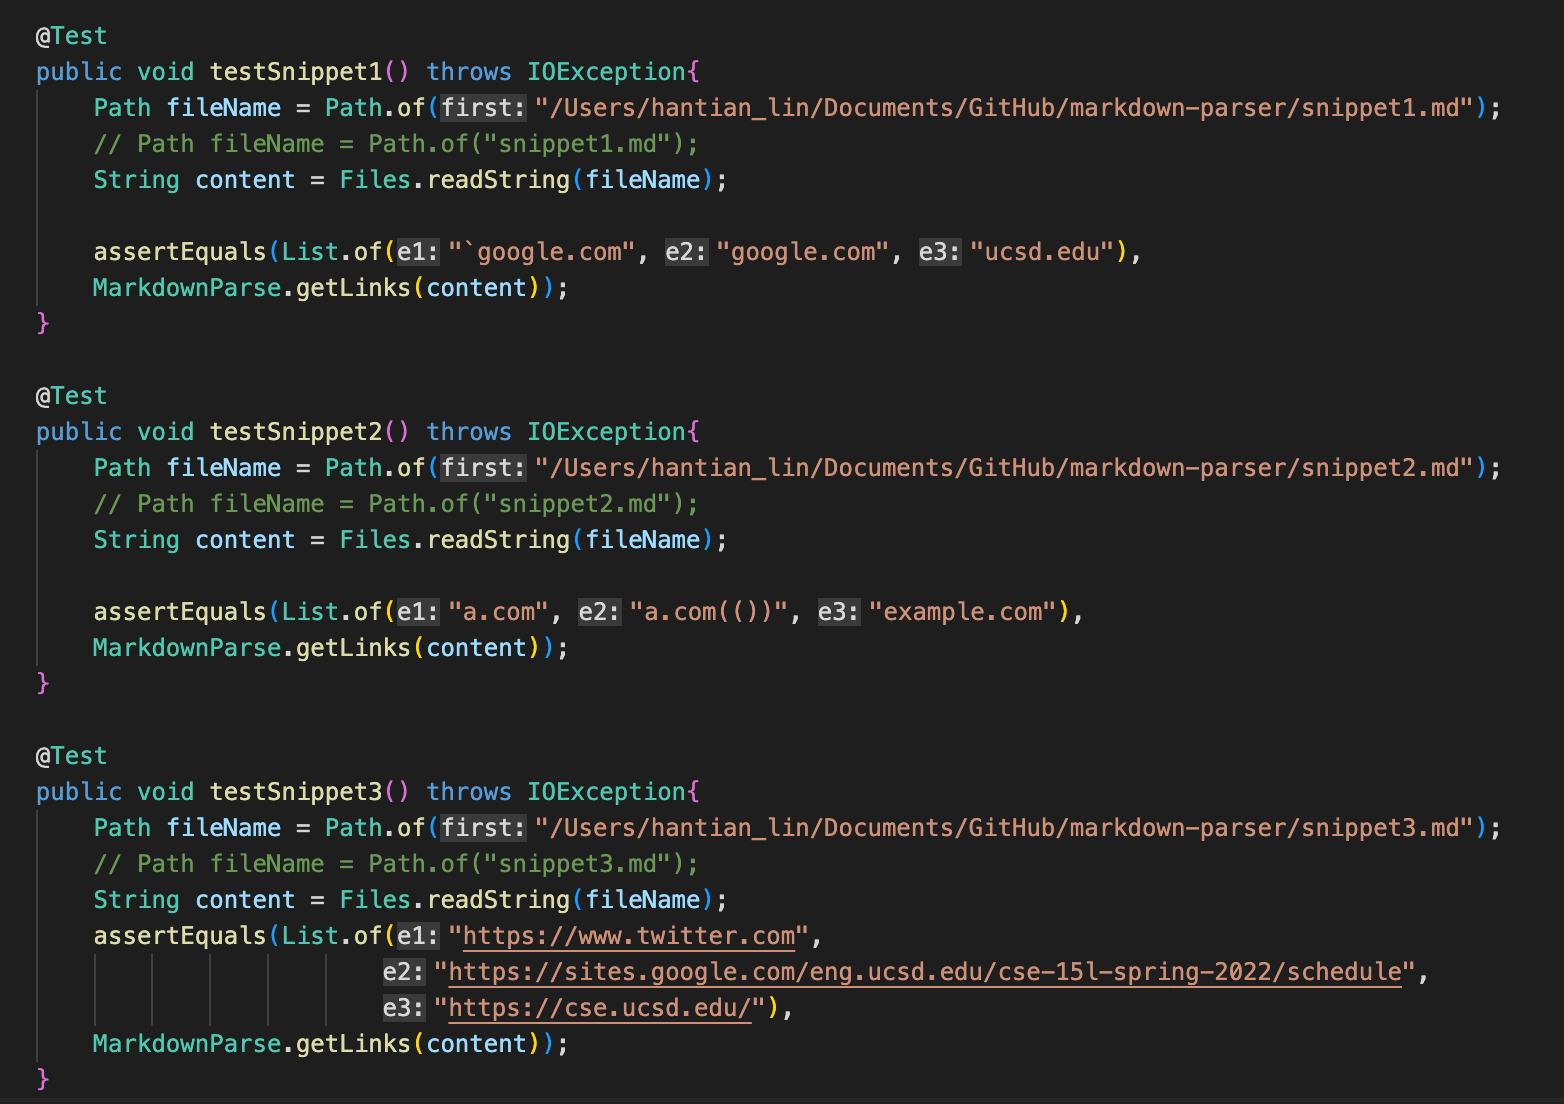 @Test
public void testSnippet1() throws IOException{
    Path fileName = Path.of(first: "/Users/hantian_lin/Documents/GitHub/markdown-parser/snippet1.md");
    // Path fileName = Path.of("snippet1.md");
    String content = Files.readString(fileName);

    assertEquals(List.of(e1: "`google.com", e2: "google.com", e3: "ucsd.edu"),
    MarkdownParse.getLinks(content));
}

@Test
public void testSnippet2() throws IOException{
    Path fileName = Path.of(first: "/Users/hantian_lin/Documents/GitHub/markdown-parser/snippet2.md");
    // Path fileName = Path.of("snippet2.md");
    String content = Files.readString(fileName);

    assertEquals(List.of(e1: "a.com", e2: "a.com(())", e3: "example.com"),
    MarkdownParse.getLinks(content));
}

@Test
public void testSnippet3() throws IOException{
    Path fileName = Path.of(first: "/Users/hantian_lin/Documents/GitHub/markdown-parser/snippet3.md");
    // Path fileName = Path.of("snippet3.md");
    String content = Files.readString(fileName);
    assertEquals(List.of(e1: "https://www.twitter.com",
                        e2: "https://sites.google.com/eng.ucsd.edu/cse-15l-spring-2022/schedule",
                        e3: "https://cse.ucsd.edu/"),
    MarkdownParse.getLinks(content));
}